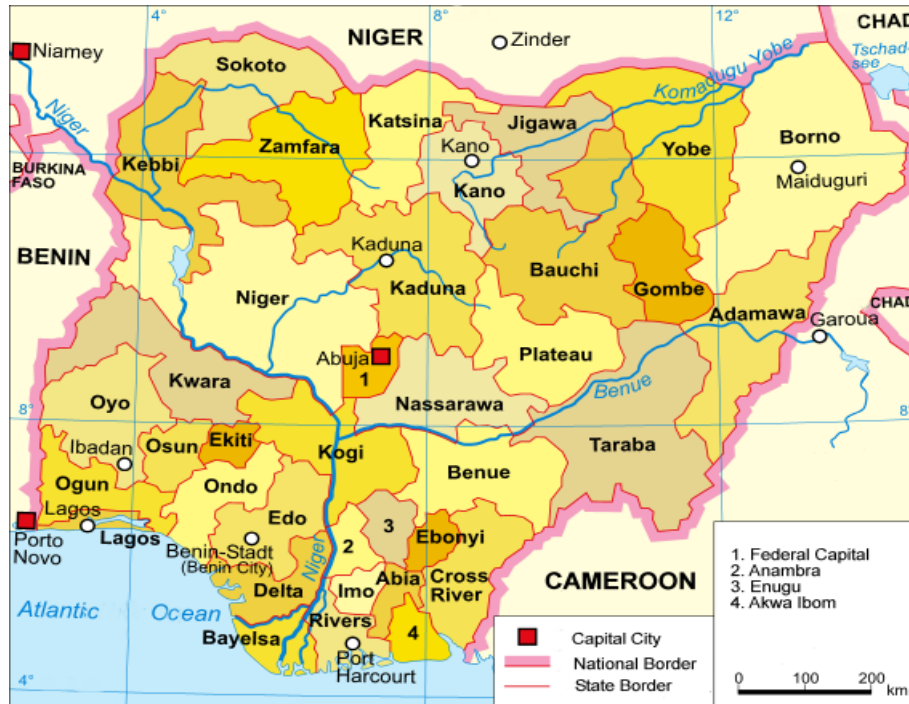 4°
8°
12°
CHAD
NIGER
Zinder
Niamey
Tschad-
see
Sokoto
Komadugu Yobe
Niger
Katsina
Jigawa
Kano
Zamfara
Yobe
Borno
Kebbi
BURKINA
FASO
Kano
Maiduguri
BENIN
Kaduna
Bauchi
Niger
Kaduna
Gombe
CHAD
Adamawa
Garoua
Abuja
1
Plateau
Kwara
Nassarawa
Benue
8°
8°
Oyo
Ekiti
Osun
Kogi
Taraba
Ibadan
Benue
Ogun
Ondo
Lagos
Edo
3
Ebonyi
Porto
Novo
Lagos
Benin-Stadt
(Benin City)
Niger
2
Abia
Cross
River
Delta
Imo
CAMEROON
Atlantic Ocean
Rivers
Bayelsa
4
Port
Harcourt
4°
1. Federal Capital
2. Anambra
3. Enugu
4. Akwa Ibom
Capital City
National Border
State Border
0 100 200 km